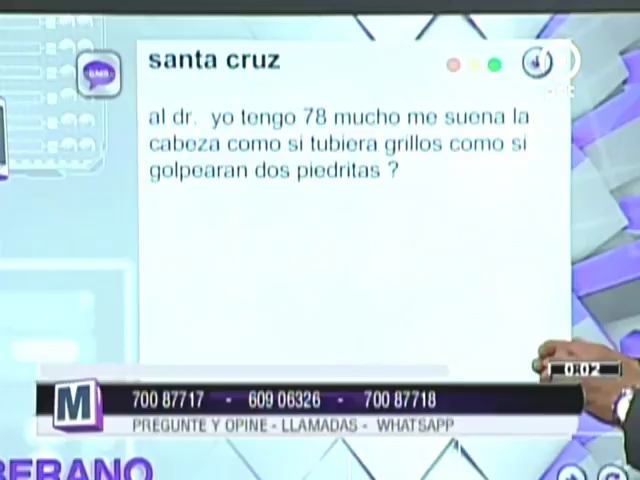 santa cruz
al dr. yo tengo 78 mucho me suena la
cabeza como si tubiera grillos como si
golpearan dos piedritas ?
0:02
M
700 87717 - 609 06326 - 700 87718
PREGUNTE Y OPINE - LLAMADAS - WHATSAPP
BERANO